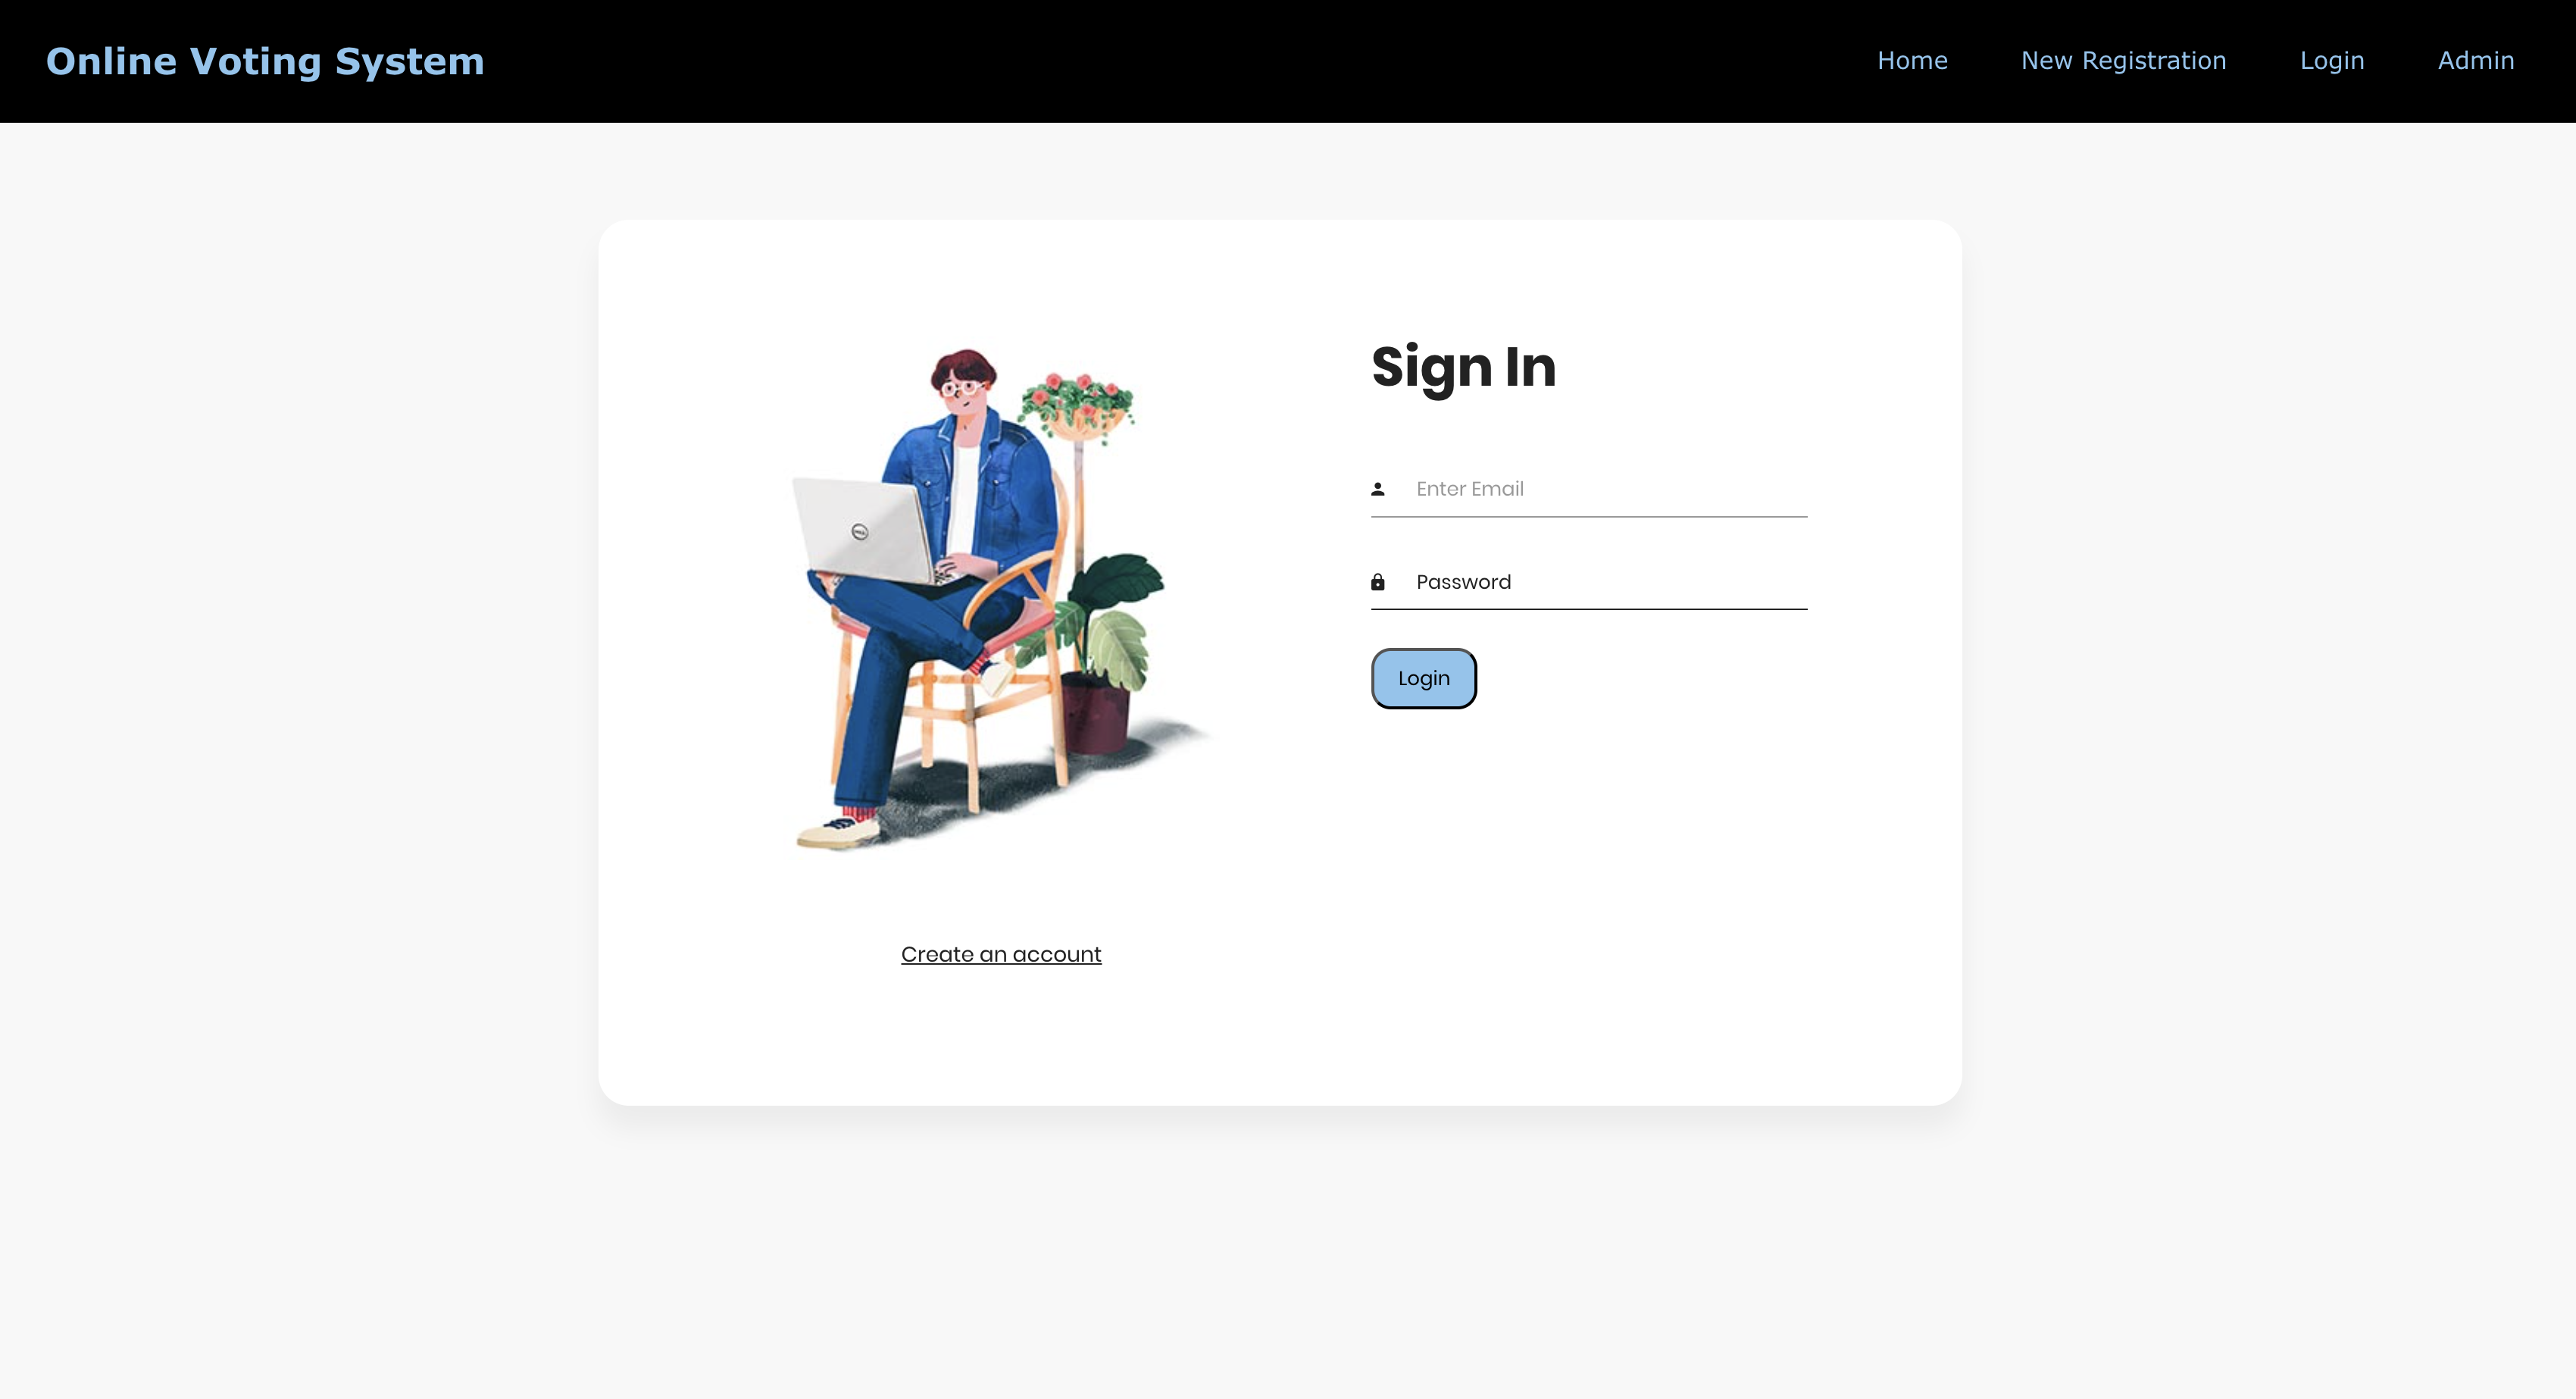 Online Voting System
Home New Registration Login Admin
Sign In
Enter Email
Password
Login
Create an account